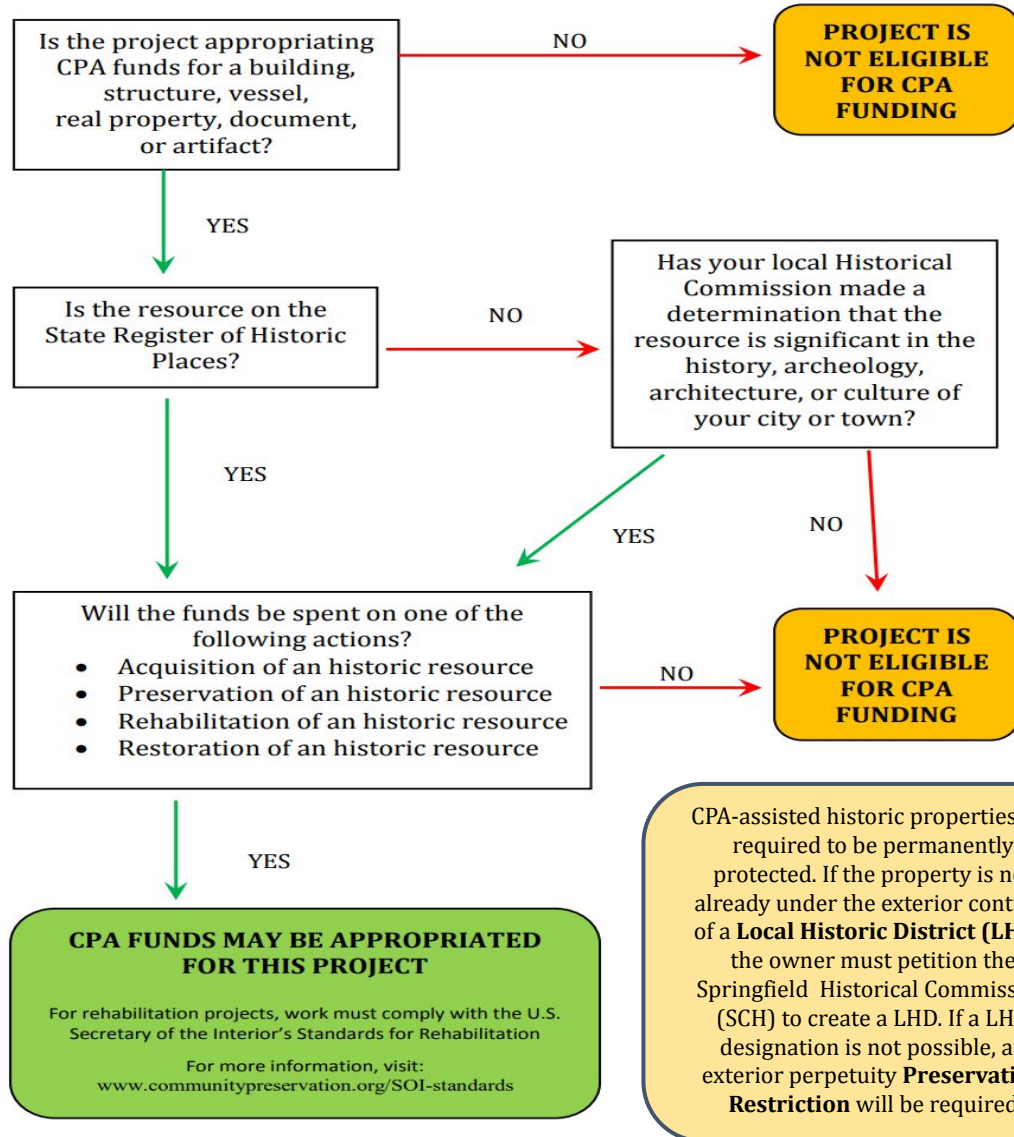 Is the project appropriating
CPA funds for a building,
structure, vessel,
real property, document,
or artifact?
NO
PROJECT IS
NOT ELIGIBLE
FOR CPA
FUNDING
YES
Is the resource on the
State Register of Historic
Places?
NO
Has your local Historical
Commission made a
determination that the
resource is significant in the
history, archeology,
architecture, or culture of
your city or town?
YES
YES
NO
Will the funds be spent on one of the
following actions?
• Acquisition of an historic resource
• Preservation of an historic resource
• Rehabilitation of an historic resource
• Restoration of an historic resource
NO
PROJECT IS
NOT ELIGIBLE
FOR CPA
FUNDING
YES
CPA FUNDS MAY BE APPROPRIATED
FOR THIS PROJECT
For rehabilitation projects, work must comply with the U.S.
Secretary of the Interior's Standards for Rehabilitation
For more information, visit:
www.communitypreservation.org/SOI-standards
CPA-assisted historic properties
required to be permanently
protected. If the property is
already under the exterior
of a Local Historic District
the owner must petition the
Springfield Historical
(SCH) to create a LHD. If a
designation is not possible,
exterior perpetuity
Restriction will be required